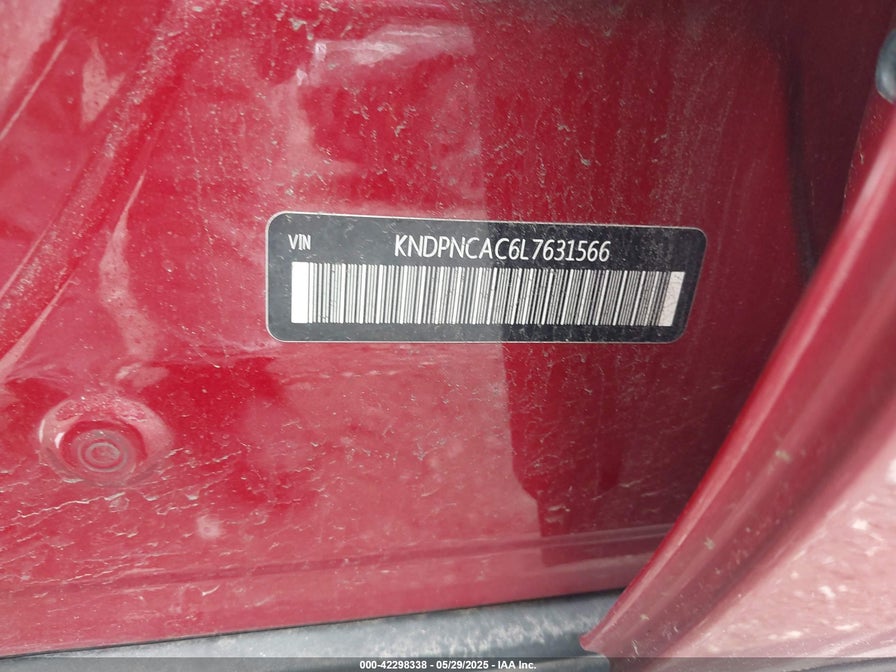 VIN KNDPNCAC6L7631566
000-42298338 - 05/29/2025 - IAA Inc.